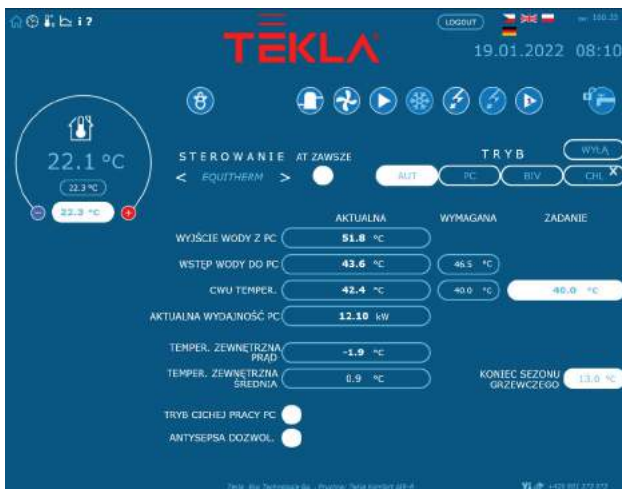 i ?
LOGOUT
TEKLA
19.01.2022 08:10
22.1 °C
22.3 °C
22.3 °C
STEROWANIE AT ZAWSZE
< EQUITHERM >
TRYB
WYŁĄ
AUT PC BIV CHL X
AKTUALNA WYMAGANA ZADANIE
WYJŚCIE WODY Z PC 51.8 °C
WSTĘP WODY DO PC 43.6 °C 46.5 °C
CWU TEMPER. 42.4 °C 40.0 °C 40.0 °C
AKTUALNA WYDAJNOŚĆ PC 12.10 kW
TEMPER. ZEWNĘTRZNA
PRĄD -1.9 °C
TEMPER. ZEWNĘTRZNA
ŚREDNIA 0.9 °C
KONIEC SEZONU
GRZEWCZEGO 13.0 °C
TRYB CICHEJ PRACY PC
ANTYSEPSA DOZWOL.